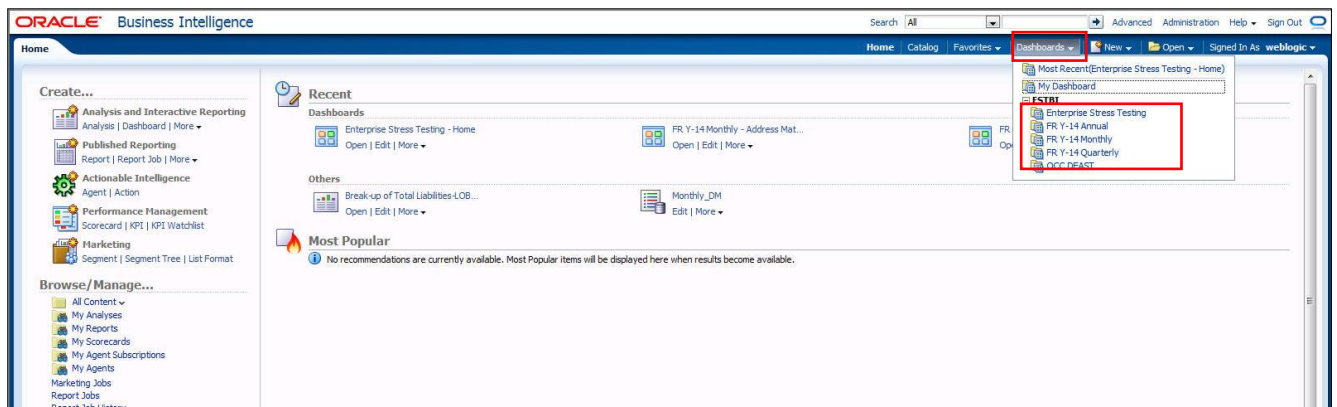 ORACLE Business Intelligence
Search All Advanced Administration Help Sign Out
Home
Home Catalog Favorites Dashboards New Open Signed In As weblogic
Most Recent(Enterprise Stress Testing - Home)
My Dashboard
ESTBI
Enterprise Stress Testing
FR Y-14 Annual
FR Y-14 Monthly
FR Y-14 Quarterly
OCC DFAST
Create...
Analysis and Interactive Reporting
Analysis | Dashboard | More
Published Reporting
Report | Report Job | More
Actionable Intelligence
Agent | Action
Performance Management
Scorecard | KPI | KPI Watchlist
Marketing
Segment | Segment Tree | List Format
Browse/Manage...
All Content
My Analyses
My Reports
My Scorecards
My Agent Subscriptions
My Agents
Marketing Jobs
Report Jobs
Report Job History
Recent
Dashboards
Enterprise Stress Testing - Home
Open | Edit | More
FR Y-14 Monthly - Address Mat...
Open | Edit | More
FR
Others
Break-up of Total Liabilities-LOB...
Open | Edit | More
Monthly_DM
Edit | More
Most Popular
No recommendations are currently available. Most Popular items will be displayed here when results become available.